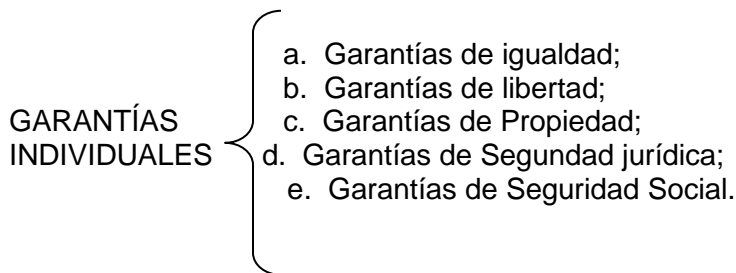 GARANTÍAS
INDIVIDUALES
a. Garantías de igualdad;
b. Garantías de libertad;
c. Garantías de Propiedad;
d. Garantías de Segundad jurídica;
e. Garantías de Seguridad Social.